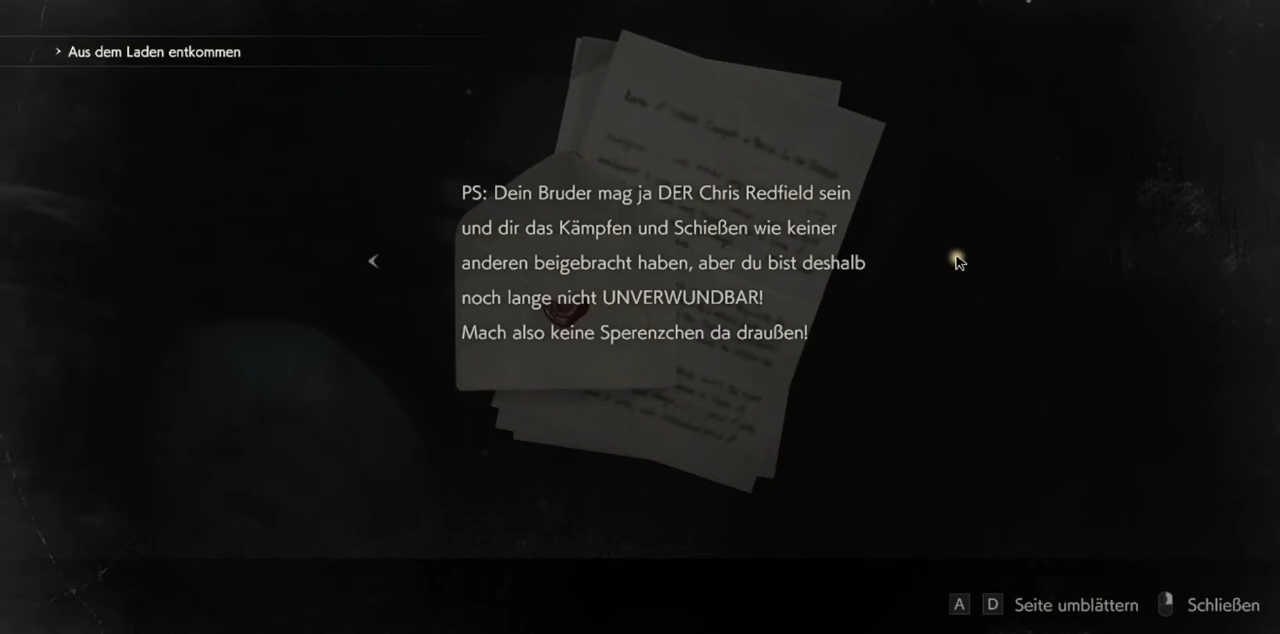 > Aus dem Laden entkommen
PS: Dein Bruder mag ja DER Chris Redfield sein
und dir das Kämpfen und Schießen wie keiner
anderen beigebracht haben, aber du bist deshalb
noch lange nicht UNVERWUNDBAR!
Mach also keine Sperenzchen da draußen!
A D Seite umblättern Schließen